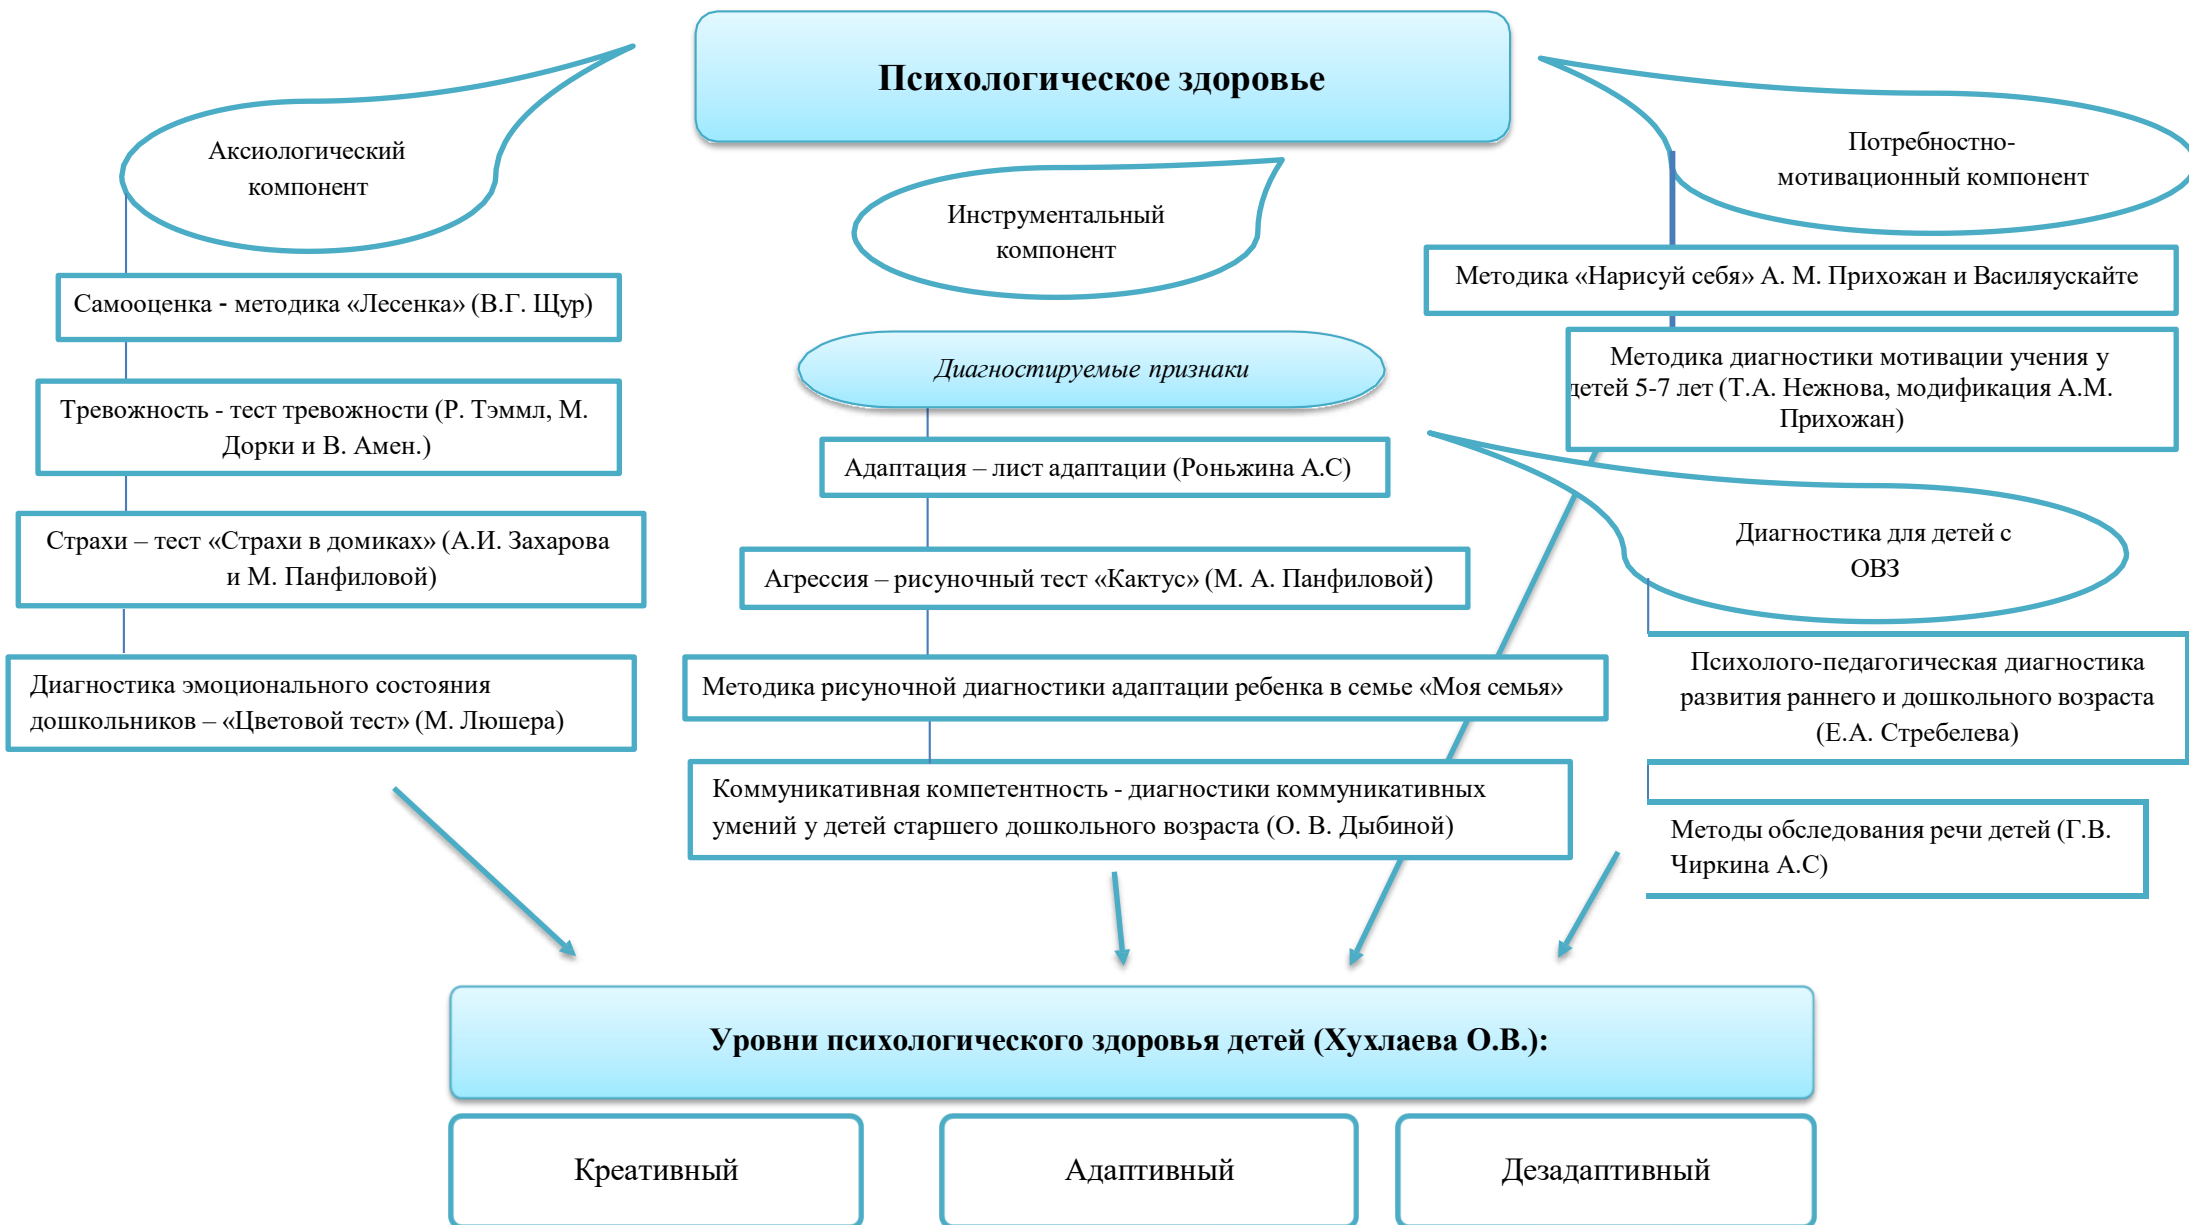 Психологическое здоровье
Аксиологический
компонент
Самооценка - методика «Лесенка» (В.Г. Щур)
Тревожность - тест тревожности (Р. Тэммл, М.
Дорки и В. Амен.)
Страхи – тест «Страхи в домиках» (А.И. Захарова
и М. Панфиловой)
Диагностика эмоционального состояния
дошкольников – «Цветовой тест» (М. Люшера)
Инструментальный
компонент
Диагностируемые признаки
Адаптация – лист адаптации (Роньжина А.С)
Агрессия – рисуночный тест «Кактус» (М. А. Панфиловой)
Методика рисуночной диагностики адаптации ребенка в семье «Моя семья»
Коммуникативная компетентность - диагностики коммуникативных
умений у детей старшего дошкольного возраста (О. В. Дыбиной)
Потребностно-
мотивационный компонент
Методика «Нарисуй себя» А. М. Прихожан и Василяускайте
Методика диагностики мотивации учения у
детей 5-7 лет (Т.А. Нежнова, модификация А.М.
Прихожан)
Диагностика для детей с
ОВЗ
Психолого-педагогическая диагностика
развития раннего и дошкольного возраста
(Е.А. Стребелева)
Методы обследования речи детей (Г.В.
Чиркина А.С)
Уровни психологического здоровья детей (Хухлаева О.В.):
Креативный
Адаптивный
Дезадаптивный